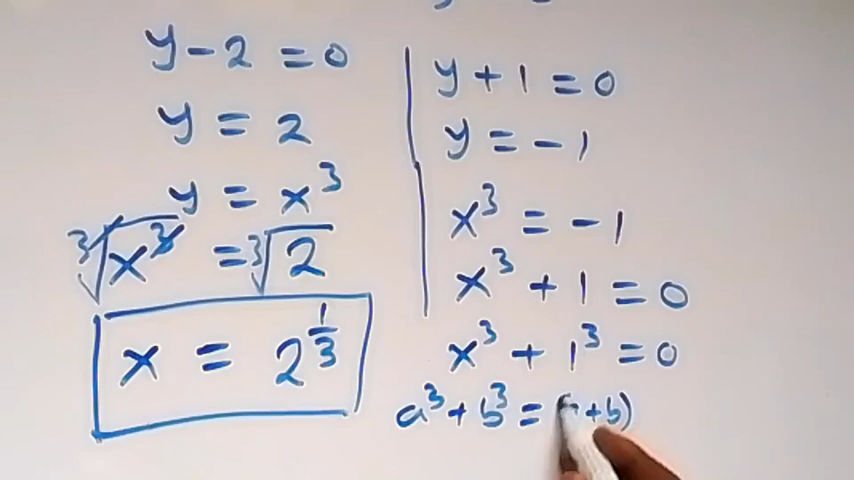 y - 2 = 0
y = 2
y = x³
∛x³ = ∛2
x = 2^(1/3)
y + 1 = 0
y = -1
x³ = -1
x³ + 1 = 0
x³ + 1³ = 0
a³ + b³ = + b)